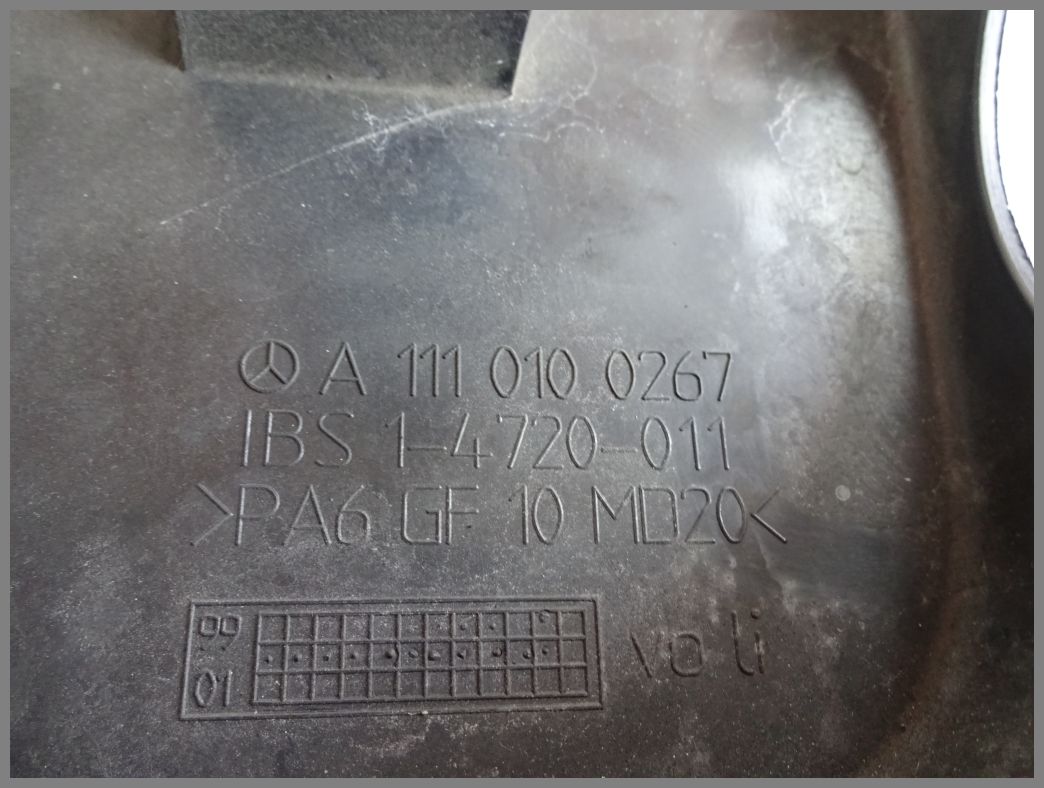 A 111 010 0267
IBS 1-4720-011
>PA6 GF 10 MD20<
99
01
vo li